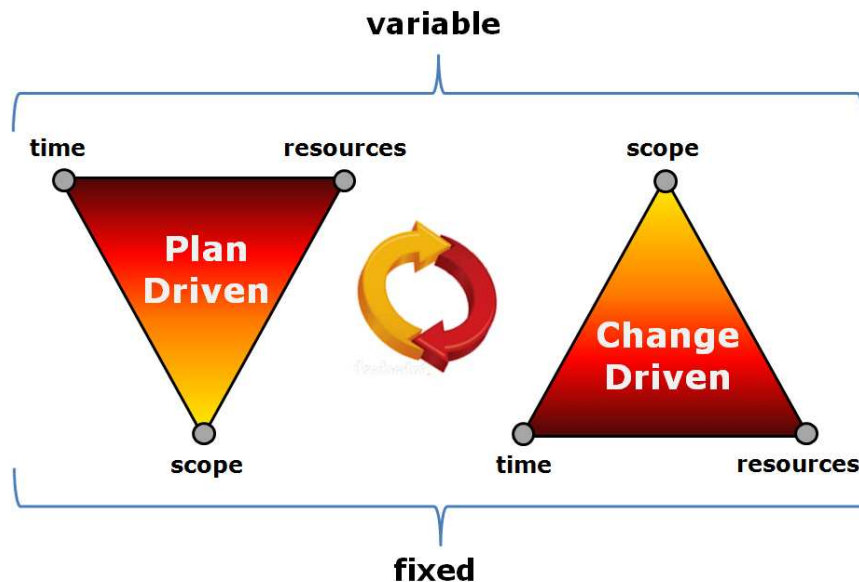 variable
time
resources
scope
Plan
Driven
Change
Driven
scope
time
resources
fixed